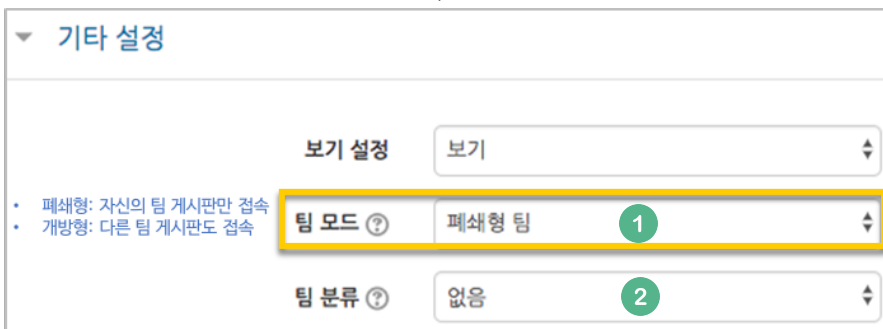 기타 설정
보기 설정 보기
• 폐쇄형: 자신의 팀 게시판만 접속
• 개방형: 다른 팀 게시판도 접속
팀 모드 ? 폐쇄형 팀 1
팀 분류 ? 없음 2